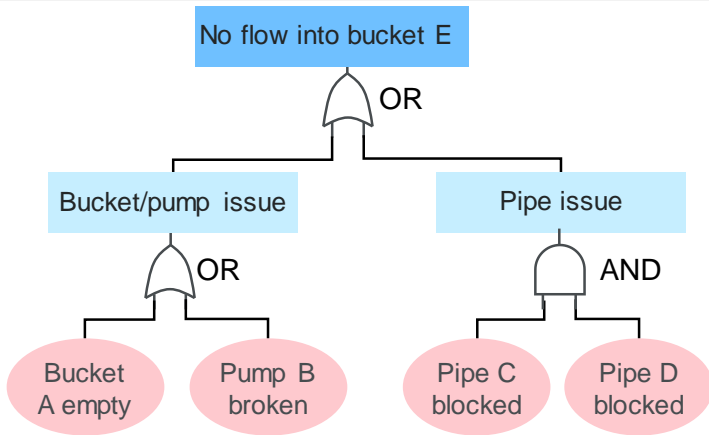 No flow into bucket E
OR
Bucket/pump issue
Pipe issue
OR
AND
Bucket
A empty
Pump B
broken
Pipe C
blocked
Pipe D
blocked